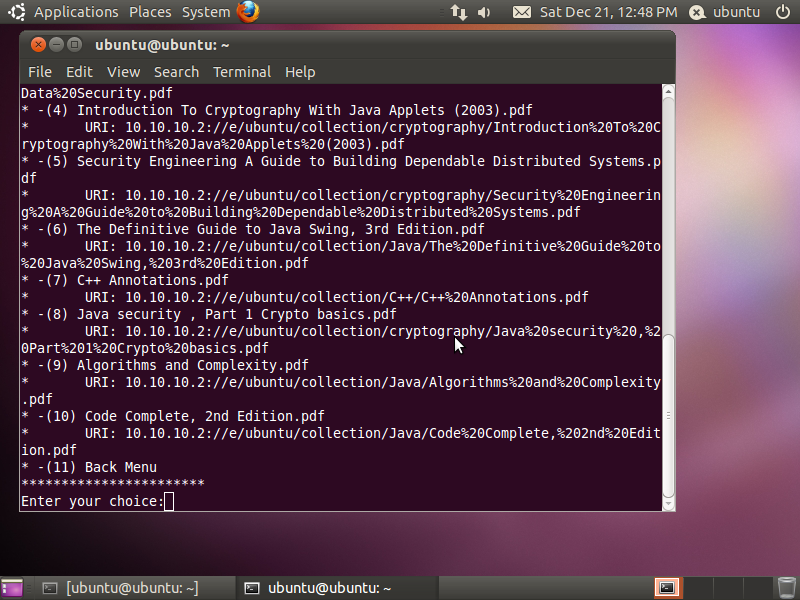 Applications Places System Sat Dec 21, 12:48 PM ubuntu
ubuntu@ubuntu: ~
File Edit View Search Terminal Help
Data%20Security.pdf
* -(4) Introduction To Cryptography With Java Applets (2003).pdf
*       URI: 10.10.10.2://e/ubuntu/collection/cryptography/Introduction%20To%20C
ryptography%20With%20Java%20Applets%20(2003).pdf
* -(5) Security Engineering A Guide to Building Dependable Distributed Systems.p
df
*       URI: 10.10.10.2://e/ubuntu/collection/cryptography/Security%20Engineerin
g%20A%20Guide%20to%20Building%20Dependable%20Distributed%20Systems.pdf
* -(6) The Definitive Guide to Java Swing, 3rd Edition.pdf
*       URI: 10.10.10.2://e/ubuntu/collection/Java/The%20Definitive%20Guide%20to
%20Java%20Swing,%203rd%20Edition.pdf
* -(7) C++ Annotations.pdf
*       URI: 10.10.10.2://e/ubuntu/collection/C++/C++%20Annotations.pdf
* -(8) Java security , Part 1 Crypto basics.pdf
*       URI: 10.10.10.2://e/ubuntu/collection/cryptography/Java%20security%20,%2
0Part%201%20Crypto%20basics.pdf
* -(9) Algorithms and Complexity.pdf
*       URI: 10.10.10.2://e/ubuntu/collection/Java/Algorithms%20and%20Complexity
.pdf
* -(10) Code Complete, 2nd Edition.pdf
*       URI: 10.10.10.2://e/ubuntu/collection/Java/Code%20Complete,%202nd%20Edit
ion.pdf
* -(11) Back Menu
***********************
Enter your choice:
[ubuntu@ubuntu: ~] ubuntu@ubuntu: ~